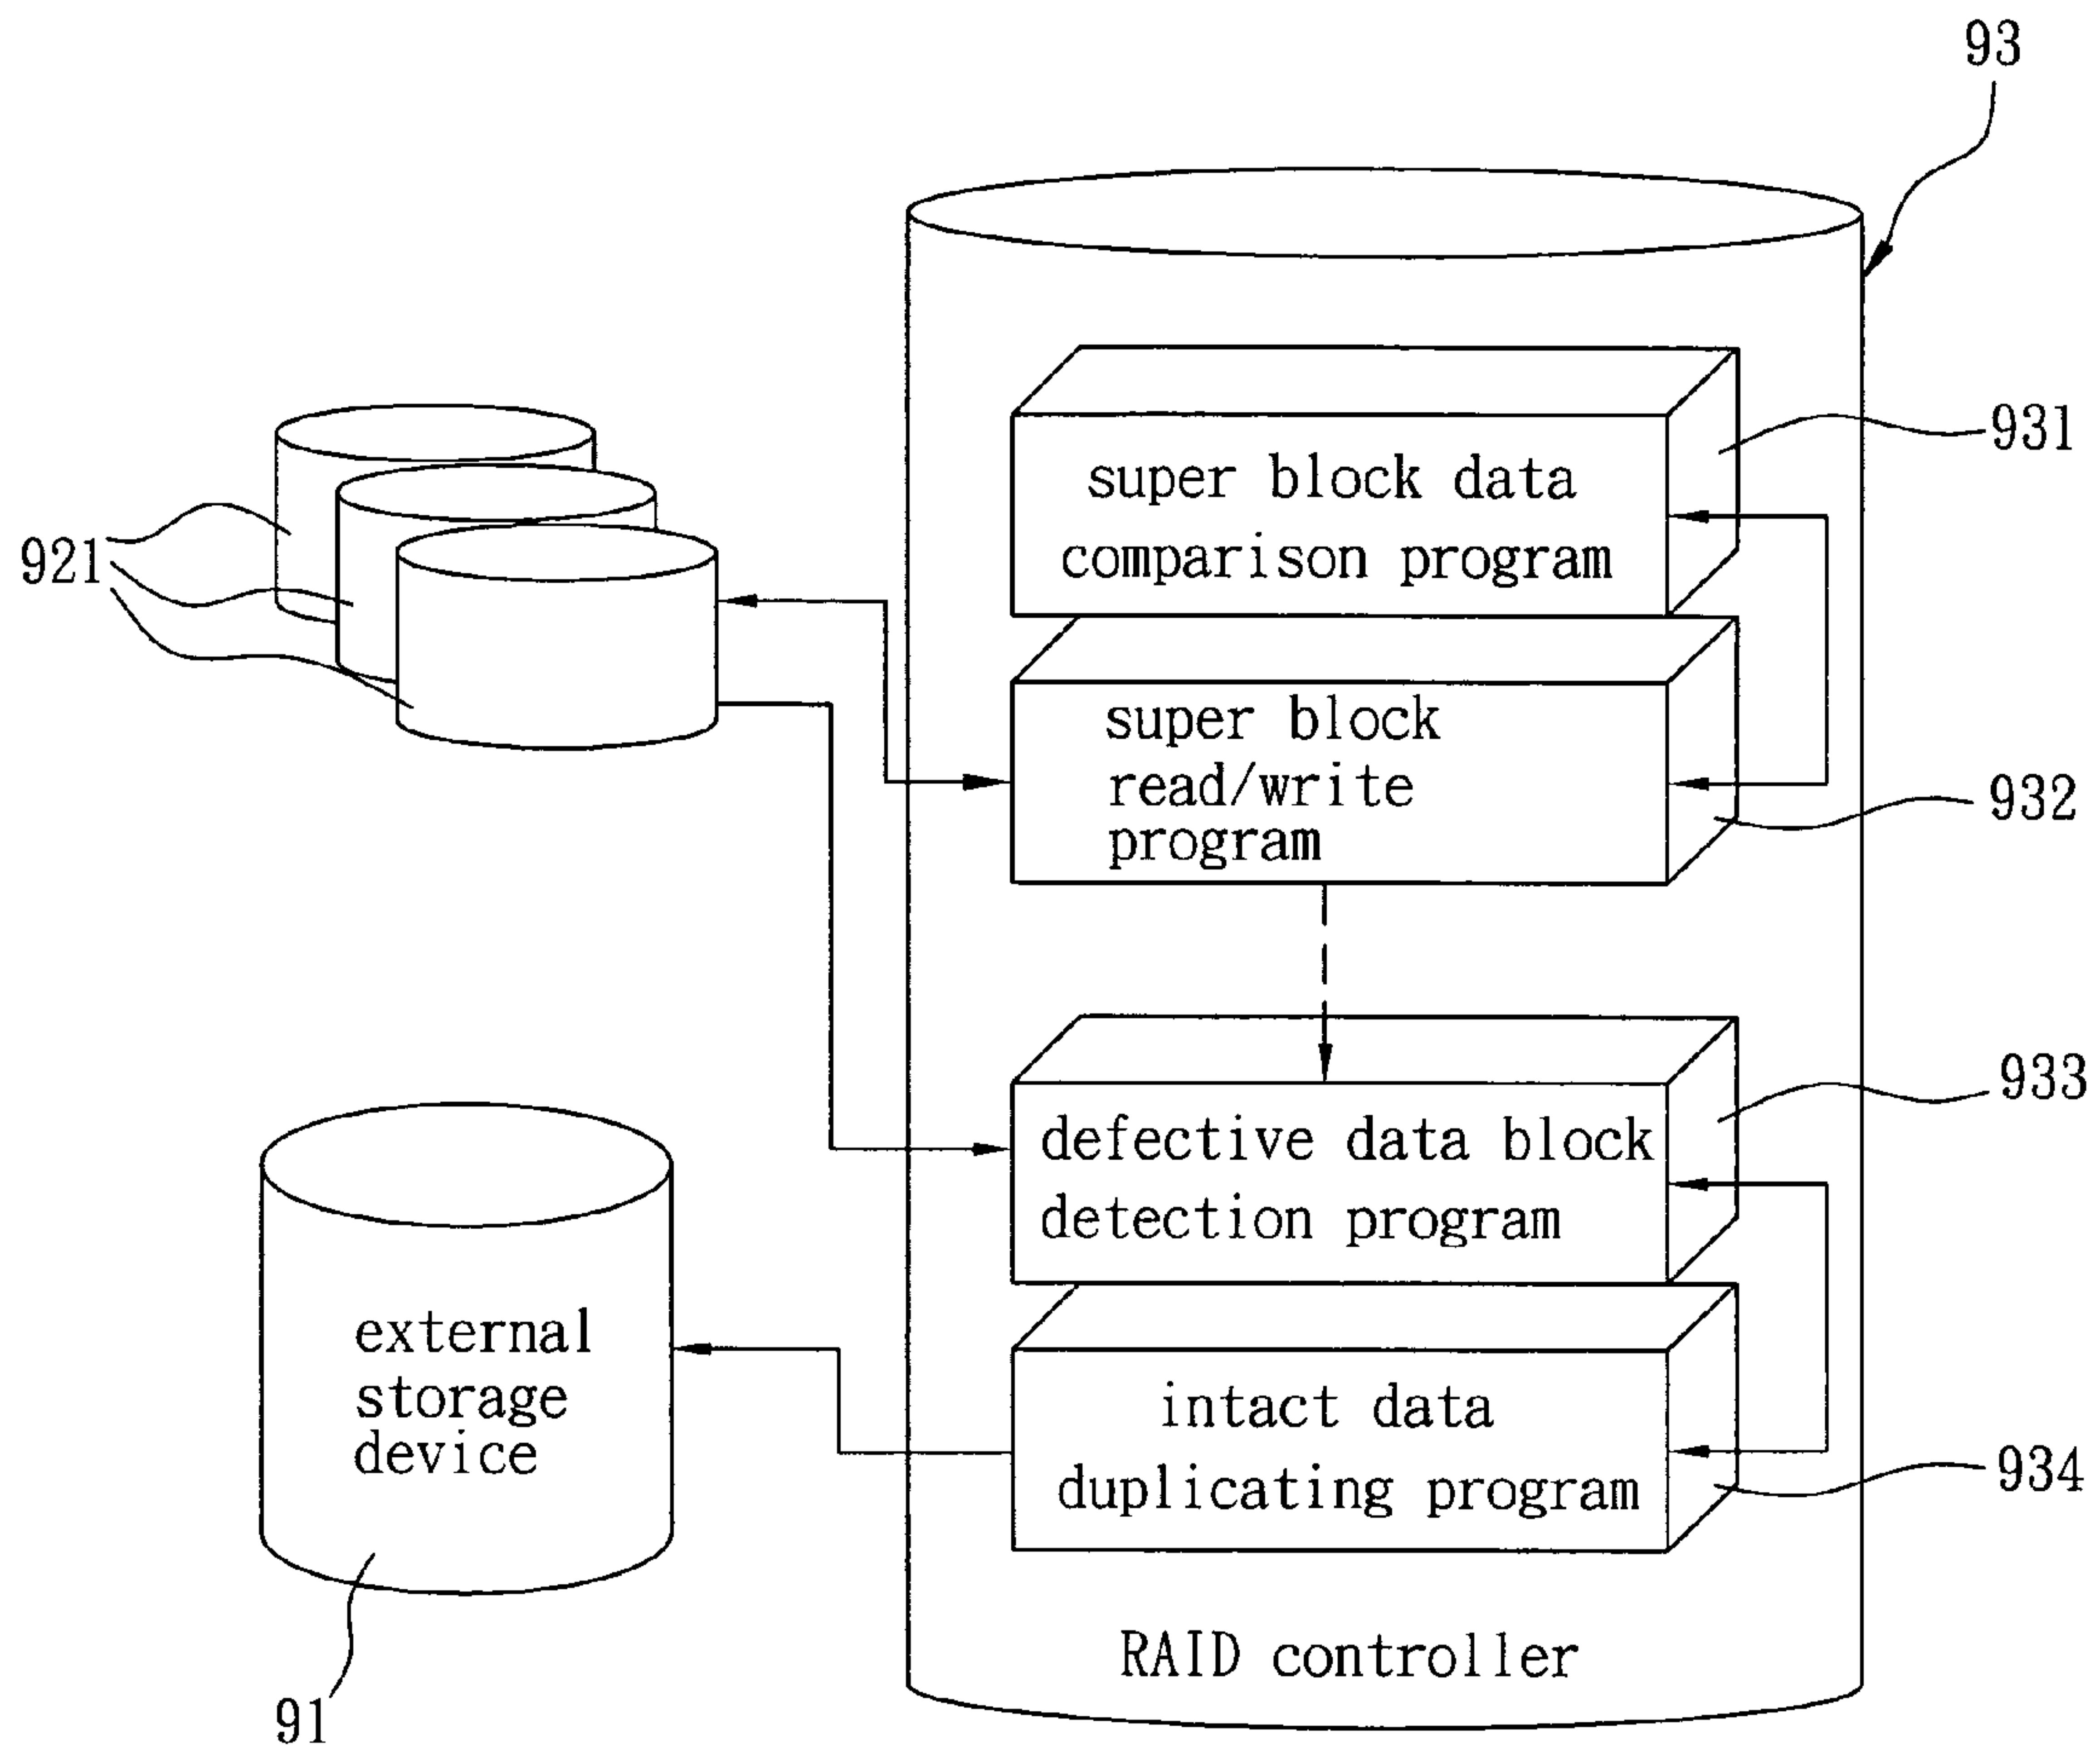 93
super block data
comparison program
931
921
super block
read/write
program
932
defective data block
detection program
933
external
storage
device
intact data
duplicating program
934
RAID controller
91